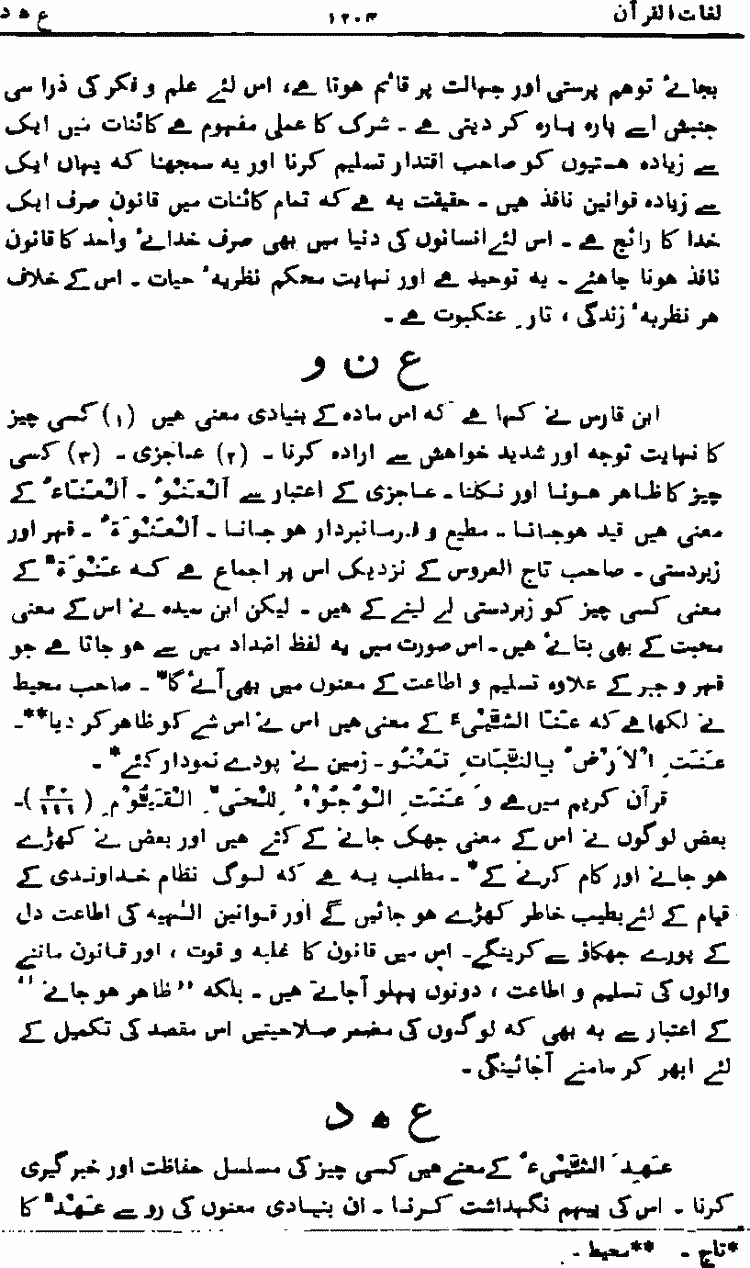 لغات القرآن ۱۲۰۴ ع ھ د
بجائے توهم پرستی اور جہالت پر قائم ہوتا ہے، اس لئے علم و فکر کی ذرا سی
جنبش اسے پارہ پارہ کر دیتی ہے ۔ شرک کا عملی مفہوم ہے کائنات میں ایک
سے زیادہ ہستیوں کو صاحب اقتدار تسلیم کرنا اور یہ سمجھنا کہ یہاں ایک
سے زیادہ قوانین نافذ ہیں ۔ حقیقت یہ ہے کہ تمام کائنات میں قانون صرف ایک
خدا کا رائج ہے ۔ اس لئے انسانوں کی دنیا میں بھی صرف خدائے واحد کا قانون
نافذ ہونا چاہئے ۔ یہ توحید ہے اور نہایت محکم نظریہٴ حیات ۔ اس کے خلاف
ہر نظریہٴ زندگی ، تارِ عنکبوت ہے ۔
ع ن و
ابن فارس نے کہا ہے کہ اس مادہ کے بنیادی معنی ہیں (۱) کسی چیز
کا نہایت توجہ اور شدید خواہش سے ارادہ کرنا ۔ (۲) عاجزی ۔ (۳) کسی
چیز کا ظاہر ہونا اور نکلنا ۔ عاجزی کے اعتبار سے اَلْعُنُوُّ ۔ اَلْعَنَاءُ کے
معنی ہیں قید ہوجانا ۔ مطیع و فرمانبردار ہو جانا ۔ اَلْعَنْوَةُ ۔ قہر اور
زبردستی ۔ صاحب تاج العروس کے نزدیک اس پر اجماع ہے کہ عَنْوَةٌ کے
معنی کسی چیز کو زبردستی لے لینے کے ہیں ۔ لیکن ابن سیدہ نے اس کے معنی
محبت کے بھی بتائے ہیں ۔ اس صورت میں یہ لفظ اضداد میں سے ہو جاتا ہے جو
قہر و جبر کے علاوہ تسلیم و اطاعت کے معنوں میں بھی آئے گا* ۔ صاحب محیط
نے لکھا ہے کہ عَنَا الشَّیْءَ کے معنی ہیں اس نے اس شے کو ظاہر کر دیا** ۔
عَنَتِ الْاَرْضُ بِالنَّبَاتِ تَعْنُو ۔ زمین نے پودے نمودار کئے* ۔
قرآن کریم میں ہے وَ عَنَتِ الْوُجُوْہُ لِلْحَیِّ الْقَیُّوْمِ (۲۰/۱۱۱) ۔
بعض لوگوں نے اس کے معنی جھک جانے کے کئے ہیں اور بعض نے کھڑے
ہو جانے اور کام کرنے کے* ۔ مطلب یہ ہے کہ لوگ نظام خداوندی کے
قیام کے لئے بطیب خاطر کھڑے ہو جائیں گے اور قوانین الٰہیہ کی اطاعت دل
کے پورے جھکاؤ سے کرینگے ۔ اس میں قانون کا غلبہ و قوت ، اور قانون ماننے
والوں کی تسلیم و اطاعت ، دونوں پہلو آجاتے ہیں ۔ بلکہ ’’ ظاہر ہو جانے ‘‘
کے اعتبار سے یہ بھی کہ لوگوں کی مضمر صلاحیتیں اس مقصد کی تکمیل کے
لئے ابھر کر سامنے آجائینگی ۔
ع ھ د
عَہِدَ الشَّیْءَ کے معنے ہیں کسی چیز کی مسلسل حفاظت اور خبر گیری
کرنا ۔ اس کی پیہم نگہداشت کرنا ۔ ان بنیادی معنوں کی رو سے عَہْدٌ کا
*تاج ۔ **محیط ۔